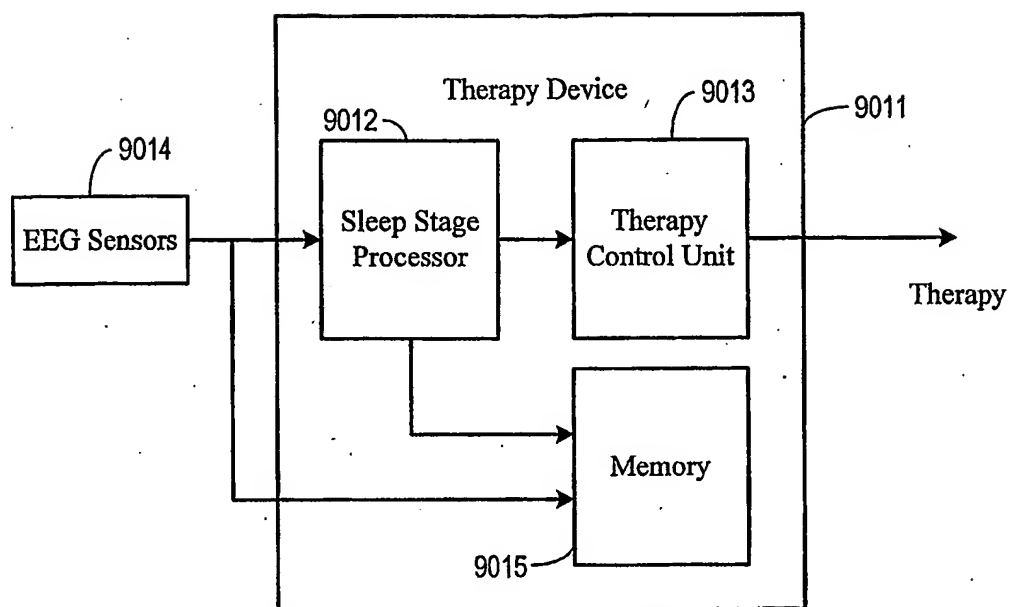 Therapy Device
9013
9011
9012
9014
EEG Sensors
Sleep Stage
Processor
Therapy
Control Unit
Therapy
Memory
9015